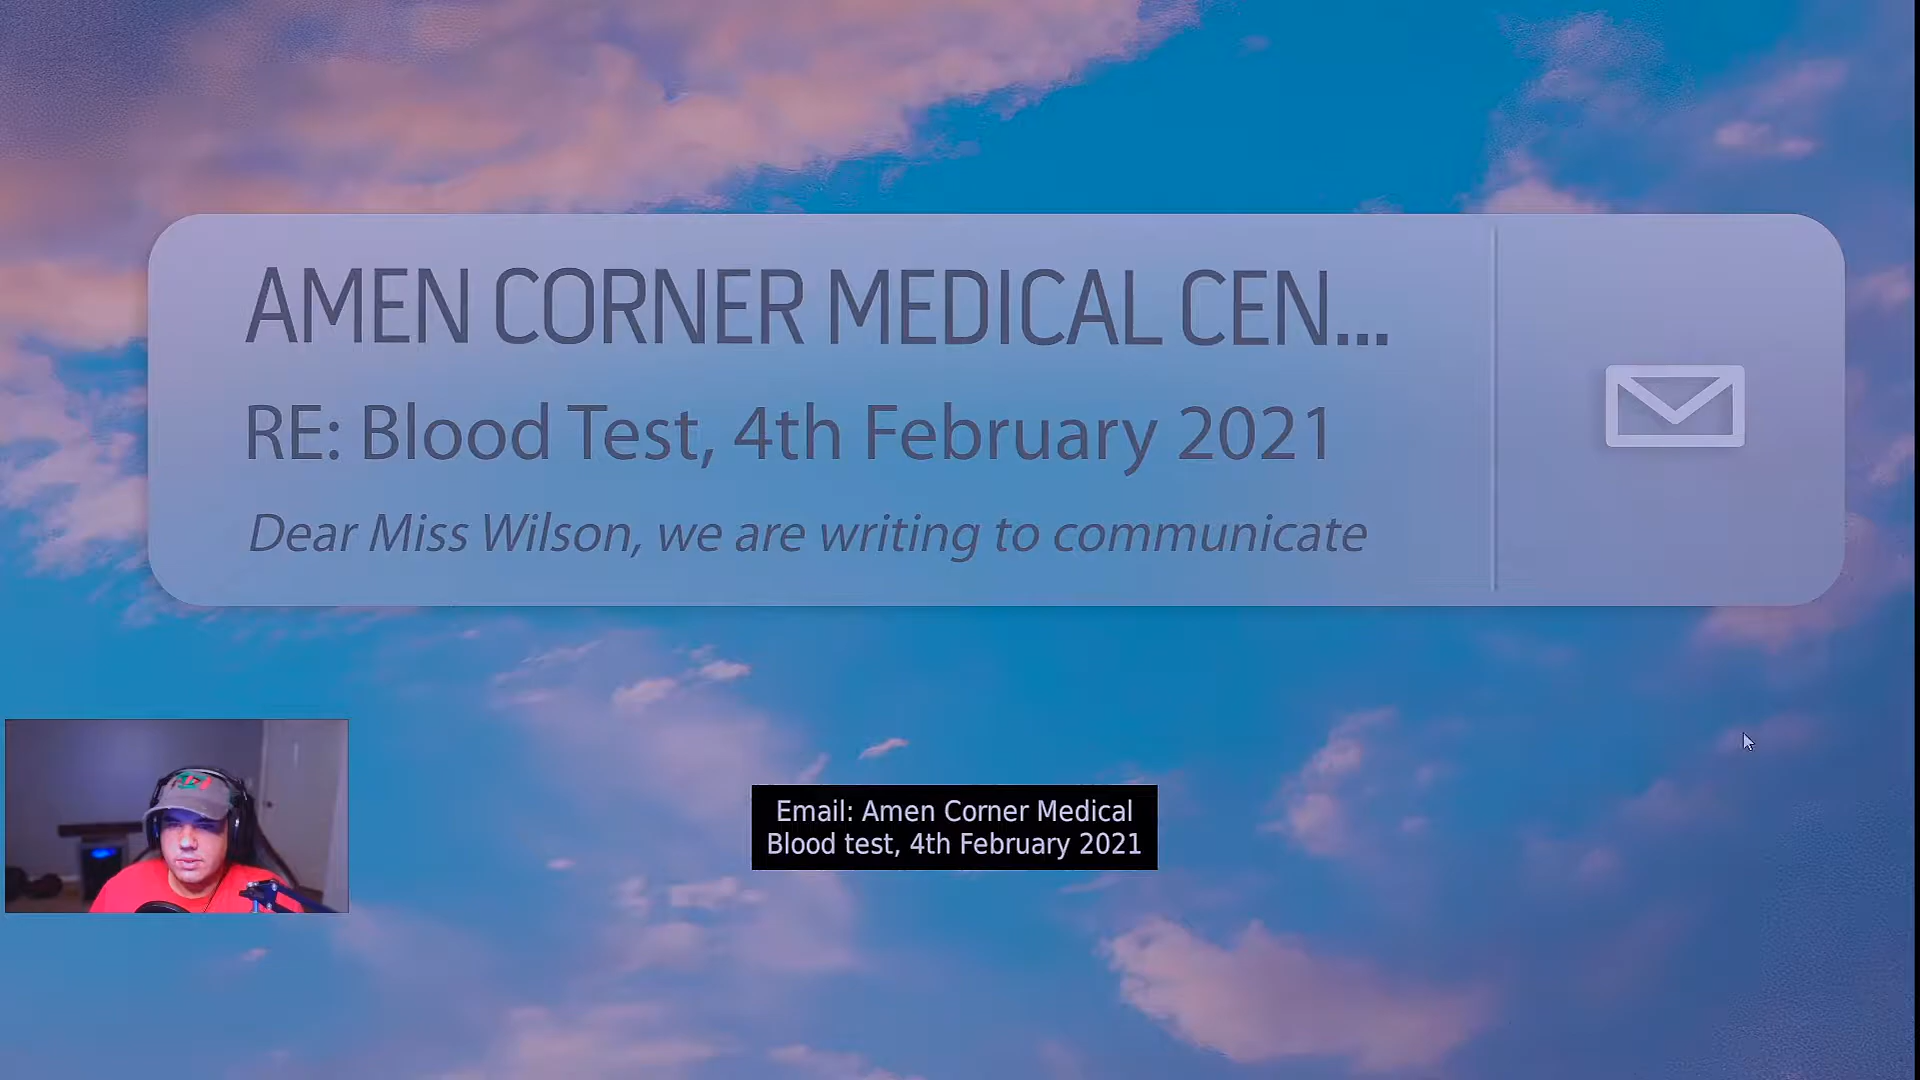 AMEN CORNER MEDICAL CEN...
RE: Blood Test, 4th February 2021
Dear Miss Wilson, we are writing to communicate
Email: Amen Corner Medical
Blood test, 4th February 2021